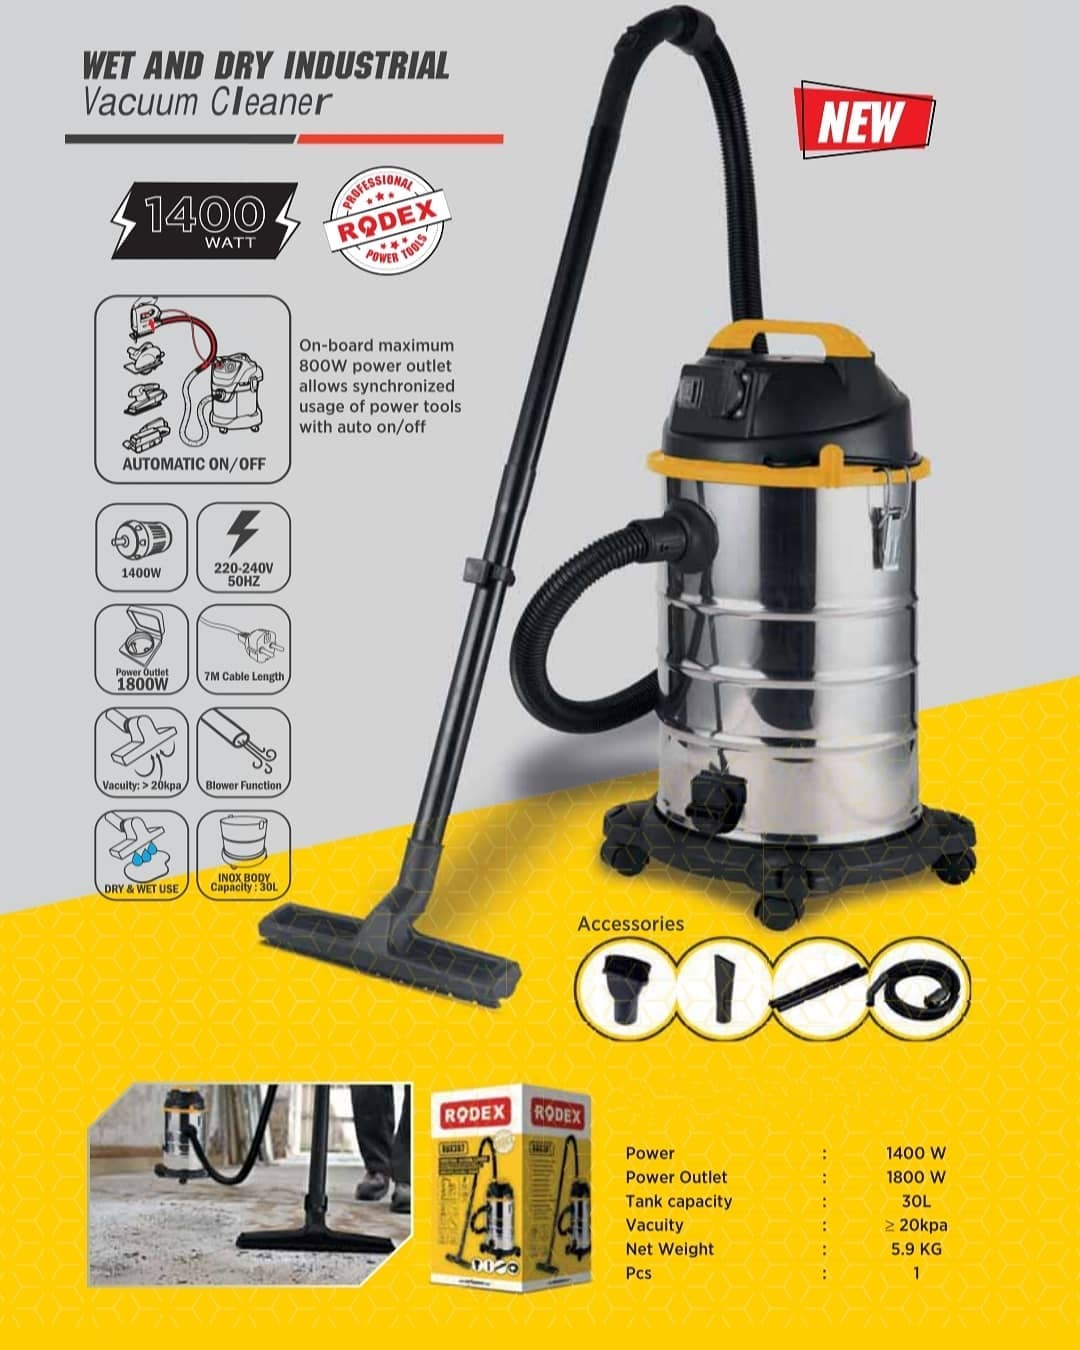 WET AND DRY INDUSTRIAL
Vacuum Cleaner
NEW
1400
WATT
PROFESSIONAL
RODEX
POWER TOOLS
On-board maximum
800W power outlet
allows synchronized
usage of power tools
with auto on/off
AUTOMATIC ON/OFF
1400W
220-240V
50HZ
Power Outlet
1800W
7M Cable Length
Vacuity: > 20kpa
Blower Function
DRY & WET USE
INOX BODY
Capacity : 30L
Accessories
RODEX
RODEX
Power : 1400 W
Power Outlet : 1800 W
Tank capacity : 30L
Vacuity : ≥ 20kpa
Net Weight : 5.9 KG
Pcs : 1